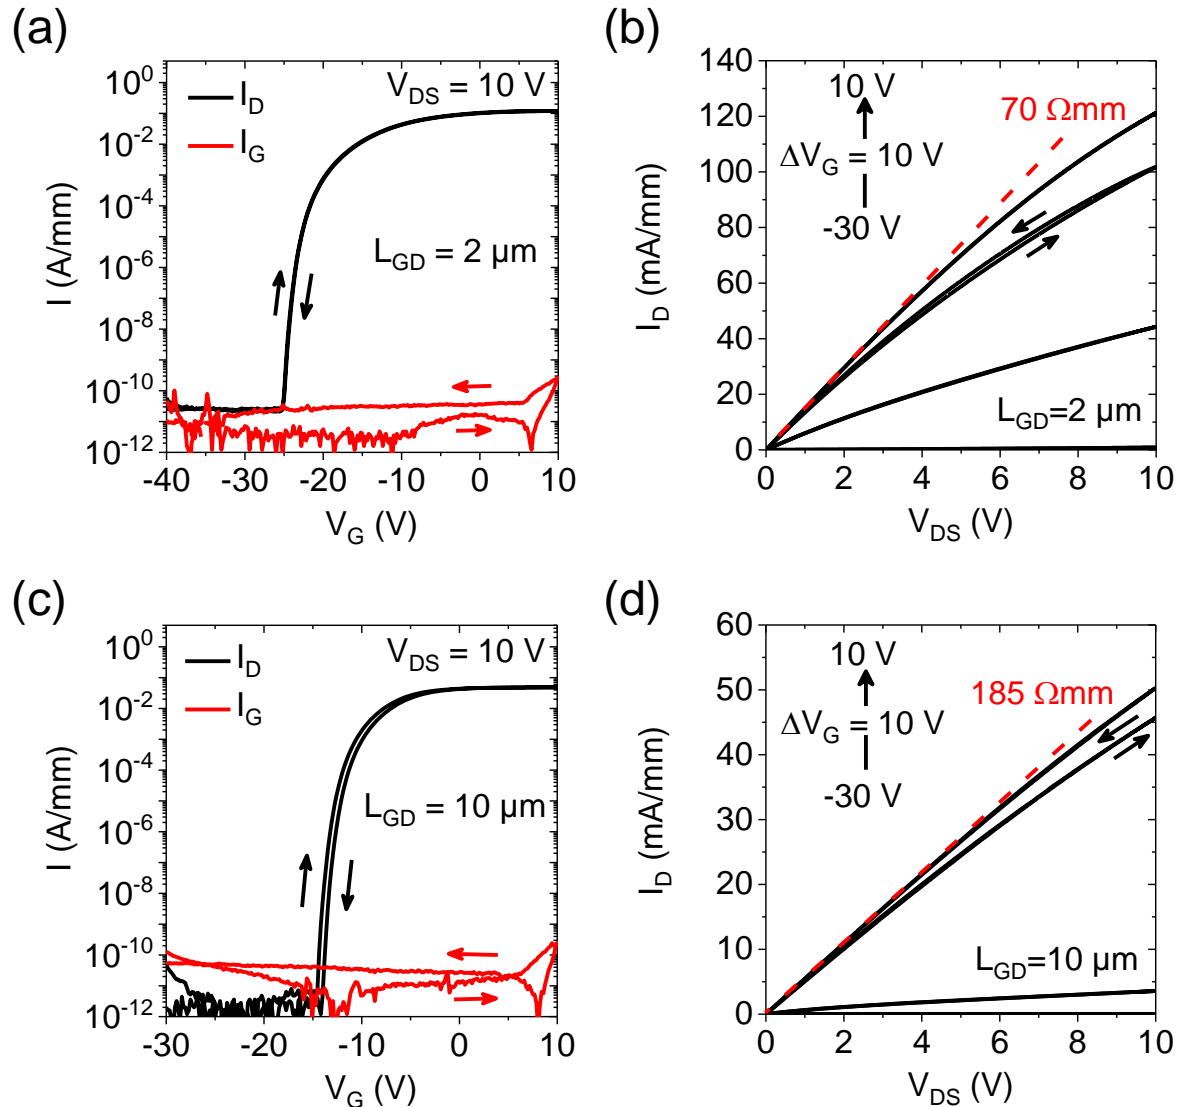 (a)
10⁰
10⁻²
10⁻⁴
10⁻⁶
10⁻⁸
10⁻¹⁰
10⁻¹²
I (A/mm)
I_D
I_G
V_DS = 10 V
L_GD = 2 µm
-40 -30 -20 -10 0 10
V_G (V)
(b)
140
120
100
80
60
40
20
0
I_D (mA/mm)
10 V
ΔV_G = 10 V
-30 V
70 Ωmm
L_GD=2 µm
0 2 4 6 8 10
V_DS (V)
(c)
10⁰
10⁻²
10⁻⁴
10⁻⁶
10⁻⁸
10⁻¹⁰
10⁻¹²
I (A/mm)
I_D
I_G
V_DS = 10 V
L_GD = 10 µm
-30 -20 -10 0 10
V_G (V)
(d)
60
50
40
30
20
10
0
I_D (mA/mm)
10 V
ΔV_G = 10 V
-30 V
185 Ωmm
L_GD=10 µm
0 2 4 6 8 10
V_DS (V)